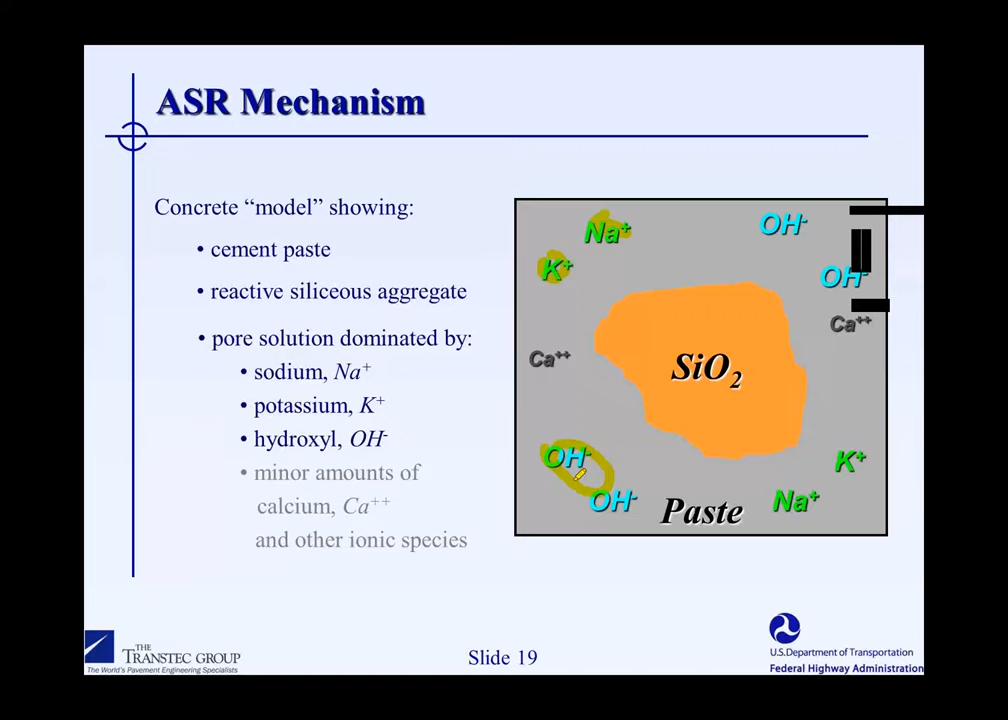 ASR Mechanism
Concrete “model” showing:
• cement paste
• reactive siliceous aggregate
• pore solution dominated by:
• sodium, Na+
• potassium, K+
• hydroxyl, OH-
• minor amounts of
calcium, Ca++
and other ionic species
Na+
OH-
K+
OH-
Ca++
Ca++
SiO2
OH-
K+
OH-
Paste
Na+
THE
TRANSTEC GROUP
The World's Pavement Engineering Specialists
Slide 19
U.S.Department of Transportation
Federal Highway Administration